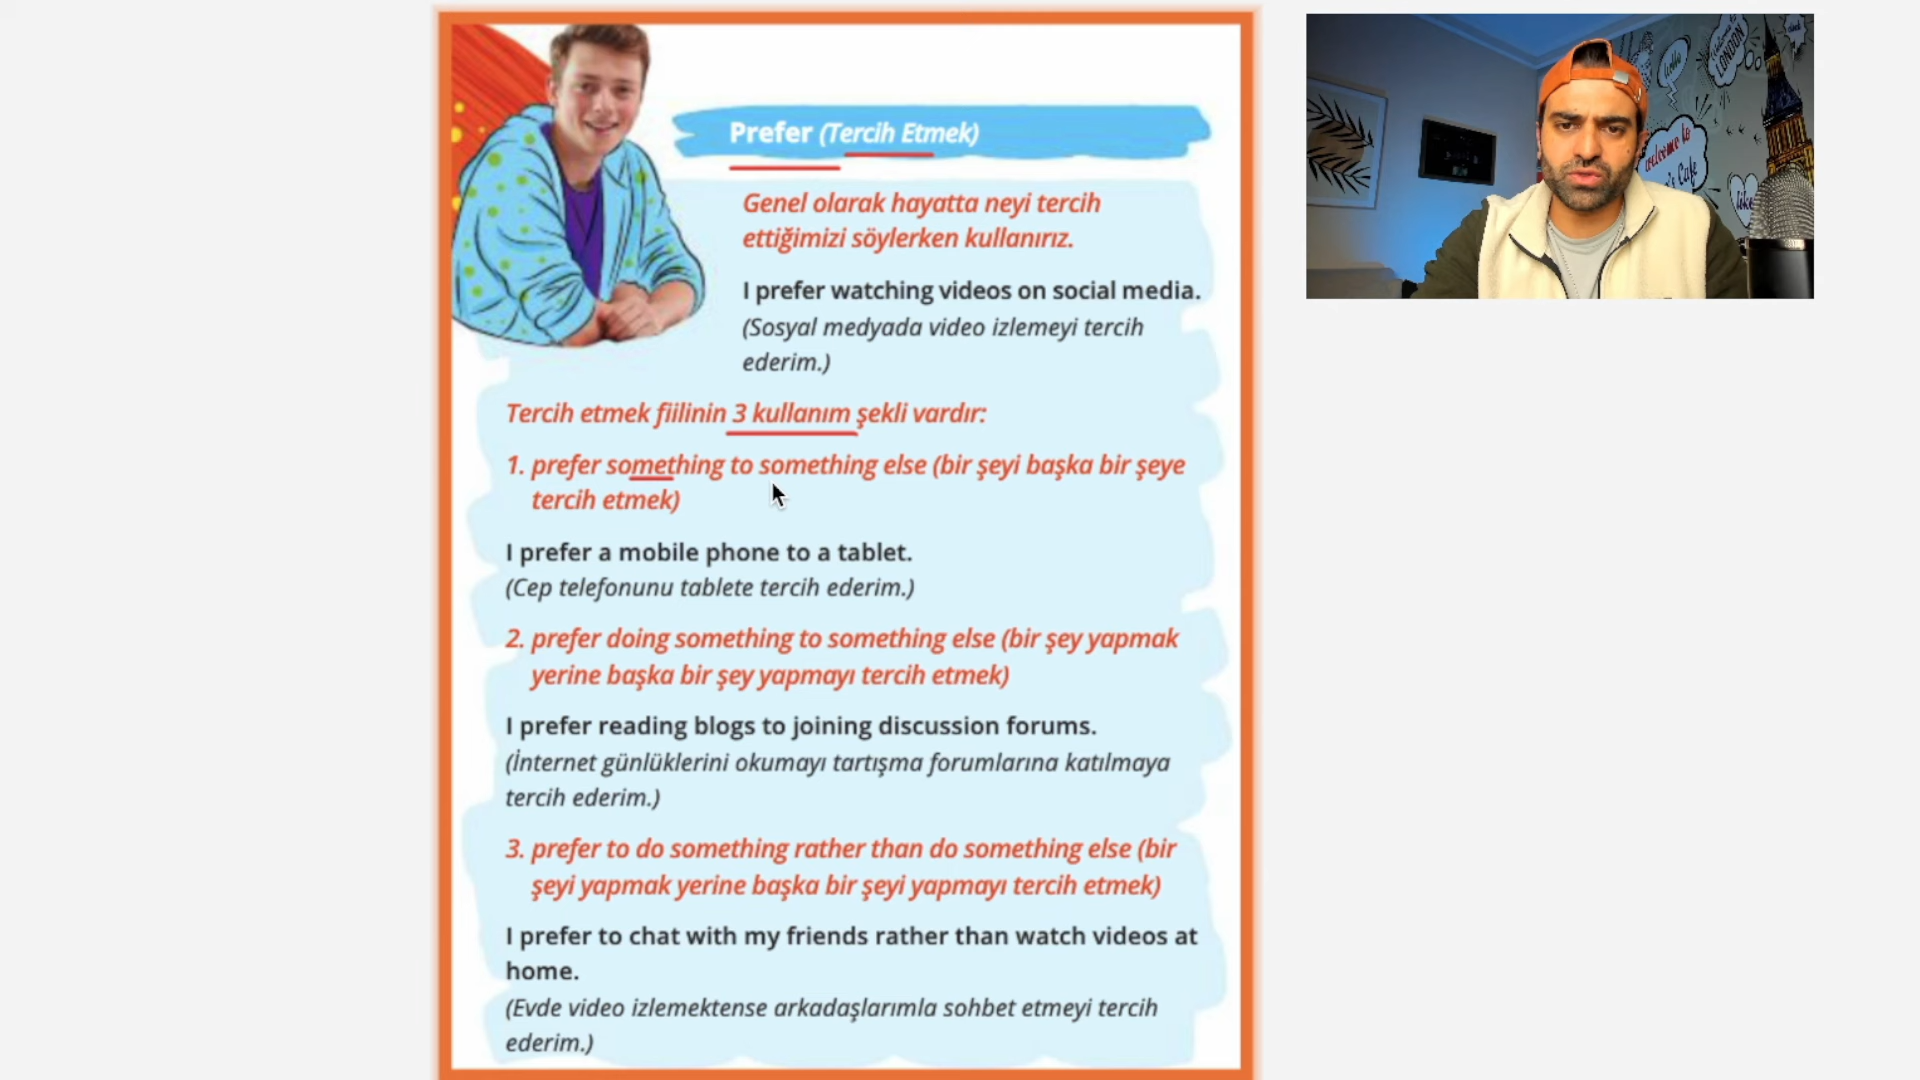 Prefer (Tercih Etmek)
Genel olarak hayatta neyi tercih
ettiğimizi söylerken kullanırız.
I prefer watching videos on social media.
(Sosyal medyada video izlemeyi tercih
ederim.)
Tercih etmek fiilinin 3 kullanım şekli vardır:
1. prefer something to something else (bir şeyi başka bir şeye
tercih etmek)
I prefer a mobile phone to a tablet.
(Cep telefonunu tablete tercih ederim.)
2. prefer doing something to something else (bir şey yapmak
yerine başka bir şey yapmayı tercih etmek)
I prefer reading blogs to joining discussion forums.
(İnternet günlüklerini okumayı tartışma forumlarına katılmaya
tercih ederim.)
3. prefer to do something rather than do something else (bir
şeyi yapmak yerine başka bir şeyi yapmayı tercih etmek)
I prefer to chat with my friends rather than watch videos at
home.
(Evde video izlemektense arkadaşlarımla sohbet etmeyi tercih
ederim.)
LONDON
hello
welcome to
's Cafe
like